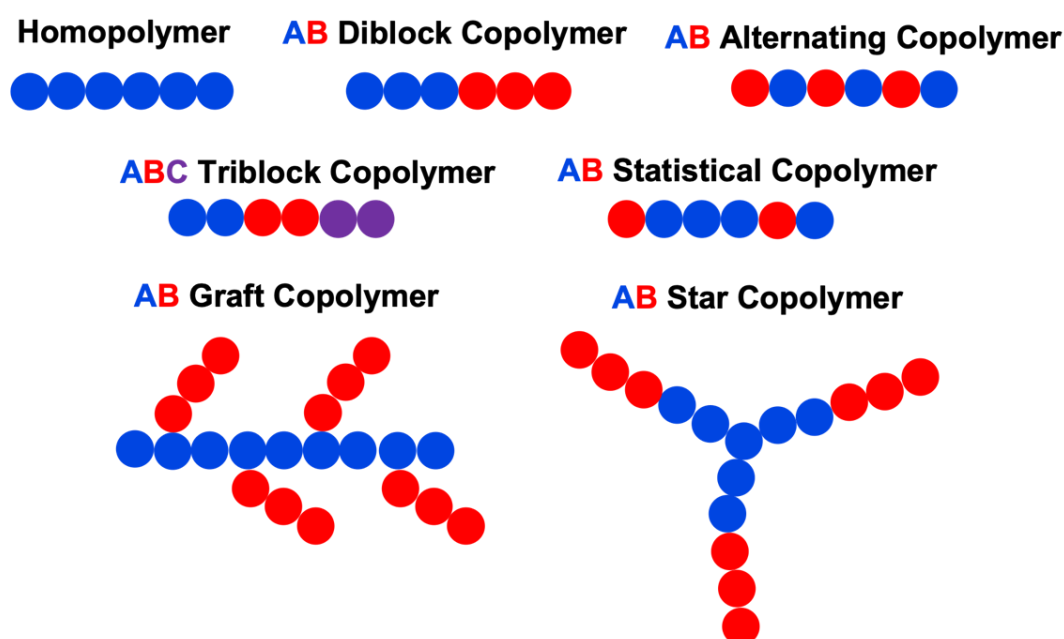 Homopolymer
AB Diblock Copolymer
AB Alternating Copolymer
ABC Triblock Copolymer
AB Statistical Copolymer
AB Graft Copolymer
AB Star Copolymer